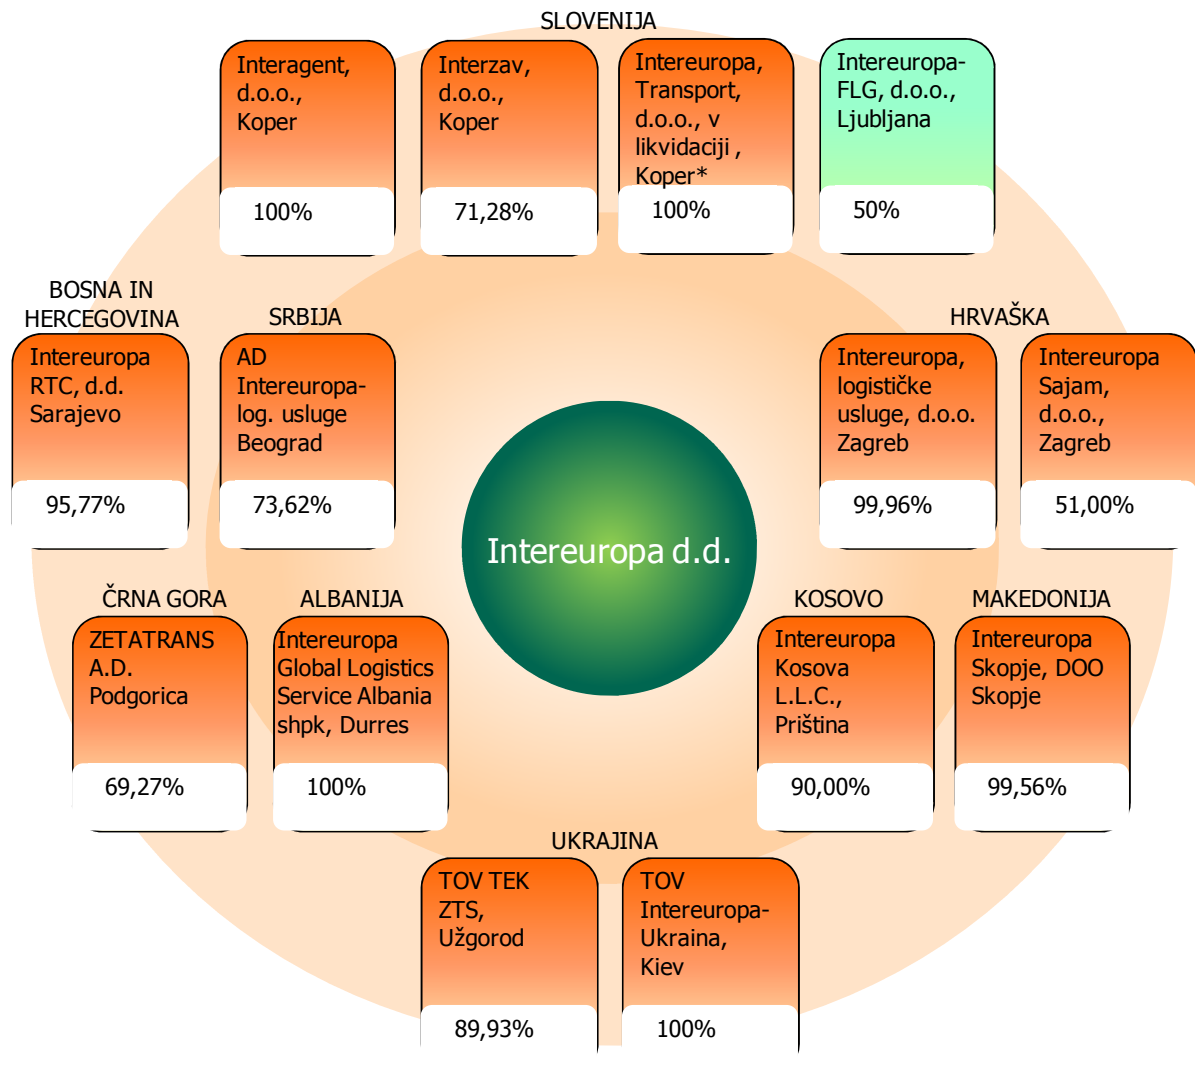 SLOVENIJA
Interagent,
d.o.o.,
Koper
100%
Interzav,
d.o.o.,
Koper
71,28%
Intereuropa,
Transport,
d.o.o., v
likvidaciji ,
Koper*
100%
Intereuropa-
FLG, d.o.o.,
Ljubljana
50%
BOSNA IN
HERCEGOVINA
Intereuropa
RTC, d.d.
Sarajevo
95,77%
SRBIJA
AD
Intereuropa-
log. usluge
Beograd
73,62%
HRVAŠKA
Intereuropa,
logističke
usluge, d.o.o.
Zagreb
99,96%
Intereuropa
Sajam,
d.o.o.,
Zagreb
51,00%
Intereuropa d.d.
ČRNA GORA
ZETATRANS
A.D.
Podgorica
69,27%
ALBANIJA
Intereuropa
Global Logistics
Service Albania
shpk, Durres
100%
KOSOVO
Intereuropa
Kosova
L.L.C.,
Priština
90,00%
MAKEDONIJA
Intereuropa
Skopje, DOO
Skopje
99,56%
UKRAJINA
TOV TEK
ZTS,
Užgorod
89,93%
TOV
Intereuropa-
Ukraina,
Kiev
100%